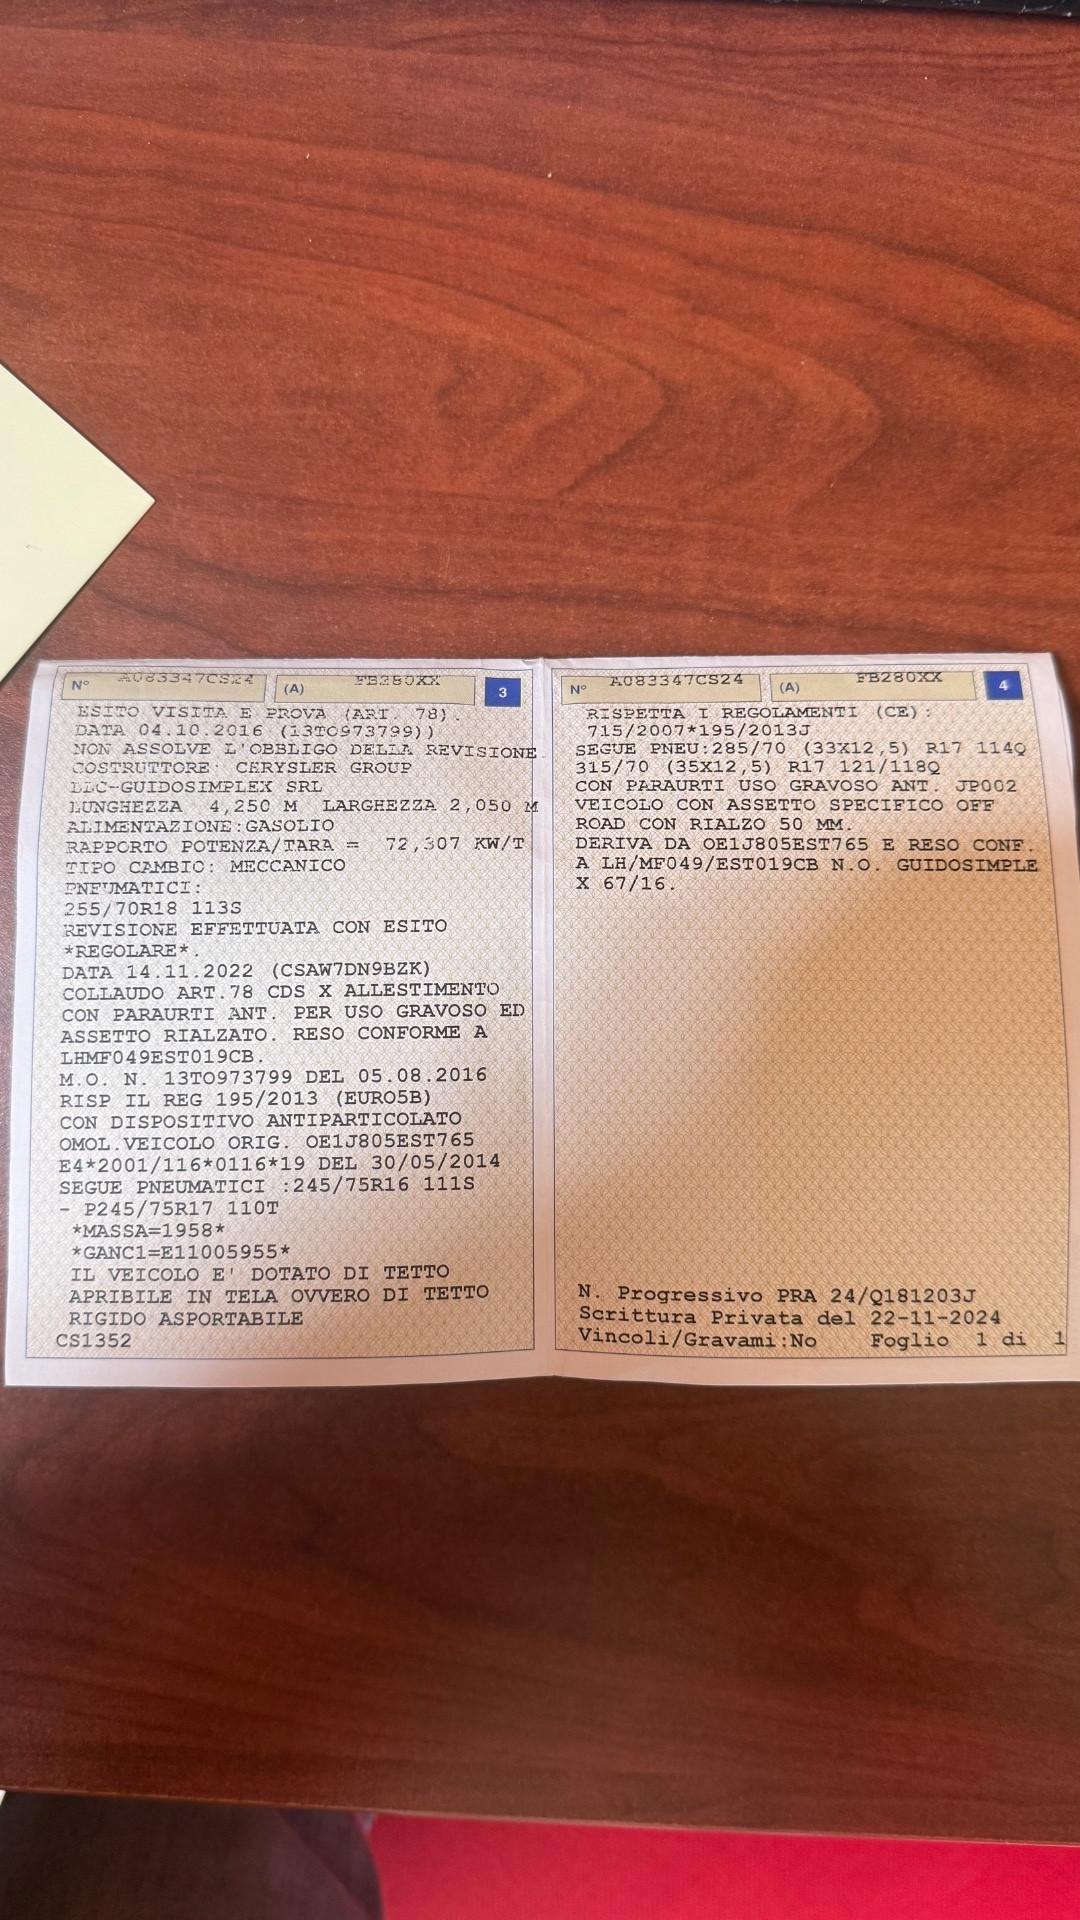 N° A083347CS24 (A) FB280XX 3
ESITO VISITA E PROVA (ART. 78).
DATA 04.10.2016 (13TO973799))
NON ASSOLVE L'OBBLIGO DELLA REVISIONE
COSTRUTTORE: CHRYSLER GROUP
LLC-GUIDOSIMPLEX SRL
LUNGHEZZA 4,250 M LARGHEZZA 2,050 M
ALIMENTAZIONE:GASOLIO
RAPPORTO POTENZA/TARA = 72,307 KW/T
TIPO CAMBIO: MECCANICO
PNEUMATICI:
255/70R18 113S
REVISIONE EFFETTUATA CON ESITO
*REGOLARE*.
DATA 14.11.2022 (CSAW7DN9BZK)
COLLAUDO ART.78 CDS X ALLESTIMENTO
CON PARAURTI ANT. PER USO GRAVOSO ED
ASSETTO RIALZATO. RESO CONFORME A
LHMF049EST019CB.
M.O. N. 13TO973799 DEL 05.08.2016
RISP IL REG 195/2013 (EURO5B)
CON DISPOSITIVO ANTIPARTICOLATO
OMOL.VEICOLO ORIG. OE1J805EST765
E4*2001/116*0116*19 DEL 30/05/2014
SEGUE PNEUMATICI :245/75R16 111S
- P245/75R17 110T
*MASSA=1958*
*GANC1=E11005955*
IL VEICOLO E' DOTATO DI TETTO
APRIBILE IN TELA OVVERO DI TETTO
RIGIDO ASPORTABILE
CS1352
N° A083347CS24 (A) FB280XX 4
RISPETTA I REGOLAMENTI (CE):
715/2007*195/2013J
SEGUE PNEU:285/70 (33X12,5) R17 114Q
315/70 (35X12,5) R17 121/118Q
CON PARAURTI USO GRAVOSO ANT. JP002
VEICOLO CON ASSETTO SPECIFICO OFF
ROAD CON RIALZO 50 MM.
DERIVA DA OE1J805EST765 E RESO CONF.
A LH/MF049/EST019CB N.O. GUIDOSIMPLE
X 67/16.
N. Progressivo PRA 24/Q181203J
Scrittura Privata del 22-11-2024
Vincoli/Gravami:No Foglio 1 di 1